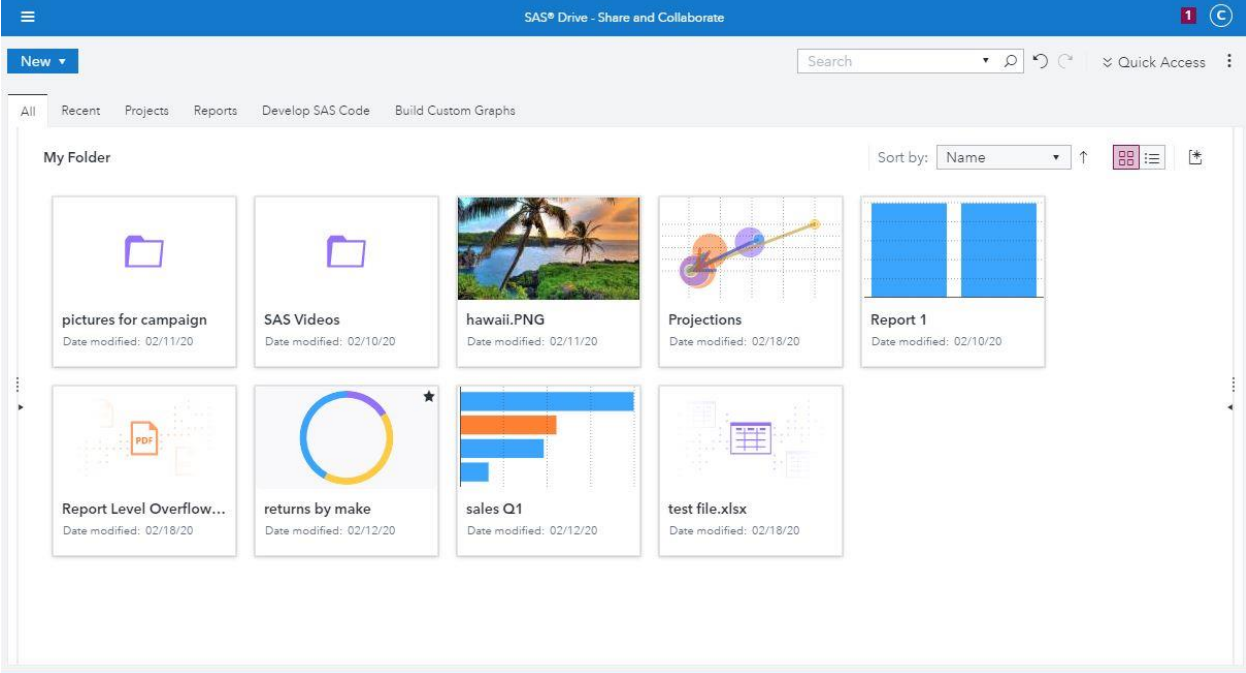 SAS® Drive - Share and Collaborate
1
C
New
Search
Quick Access
All Recent Projects Reports Develop SAS Code Build Custom Graphs
My Folder
Sort by: Name
pictures for campaign
Date modified: 02/11/20
SAS Videos
Date modified: 02/10/20
hawaii.PNG
Date modified: 02/11/20
Projections
Date modified: 02/18/20
Report 1
Date modified: 02/10/20
PDF
Report Level Overflow...
Date modified: 02/18/20
returns by make
Date modified: 02/12/20
sales Q1
Date modified: 02/12/20
test file.xlsx
Date modified: 02/18/20